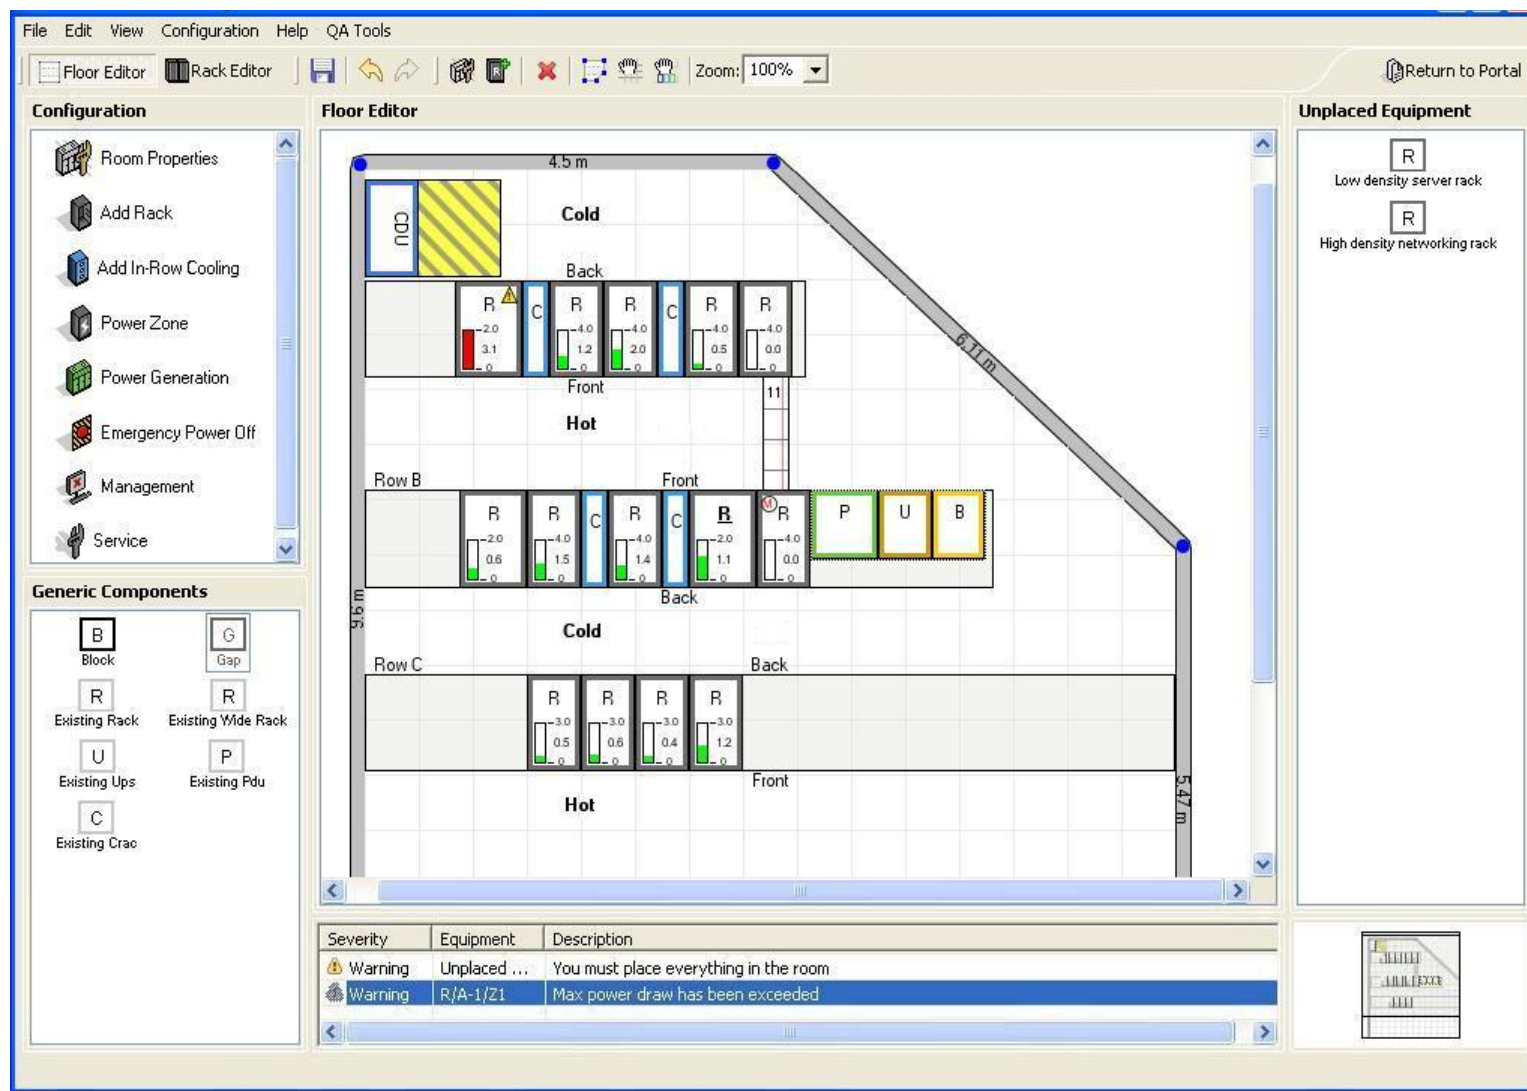 File Edit View Configuration Help QA Tools
Floor Editor Rack Editor Zoom: 100% Return to Portal
Configuration
Room Properties
Add Rack
Add In-Row Cooling
Power Zone
Power Generation
Emergency Power Off
Management
Service
Generic Components
B G
Block Gap
R R
Existing Rack Existing Wide Rack
U P
Existing Ups Existing Pdu
C
Existing Crac
Floor Editor
4.5 m
CDU
Cold
Back
R C R R C R R
2.0 4.0 4.0 4.0 4.0
3.1 1.2 2.0 0.5 0.0
0 0 0 0 0
Front
11
Hot
6.11 m
Row B Front
R R C R C R M R P U B
2.0 4.0 4.0 2.0 4.0
0.6 1.5 1.4 1.1 0.0
0 0 0 0 0
Back
9.6 m
Cold
Row C Back
R R R R
3.0 3.0 3.0 3.0
0.5 0.6 0.4 1.2
0 0 0 0
Front
5.47 m
Hot
Severity Equipment Description
Warning Unplaced ... You must place everything in the room
Warning R/A-1/Z1 Max power draw has been exceeded
Unplaced Equipment
R
Low density server rack
R
High density networking rack